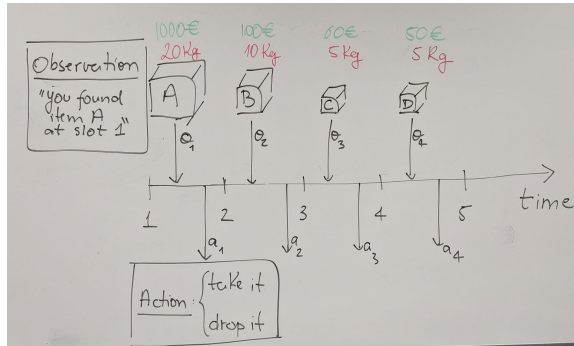 1000€ 100€ 60€ 50€
20Kg 10Kg 5Kg 5Kg
Observation
"you found
item A
at slot 1"
A B C D
θ1 θ2 θ3 θ4
1 2 3 4 5
time
a1 a2 a3 a4
Action: take it
drop it